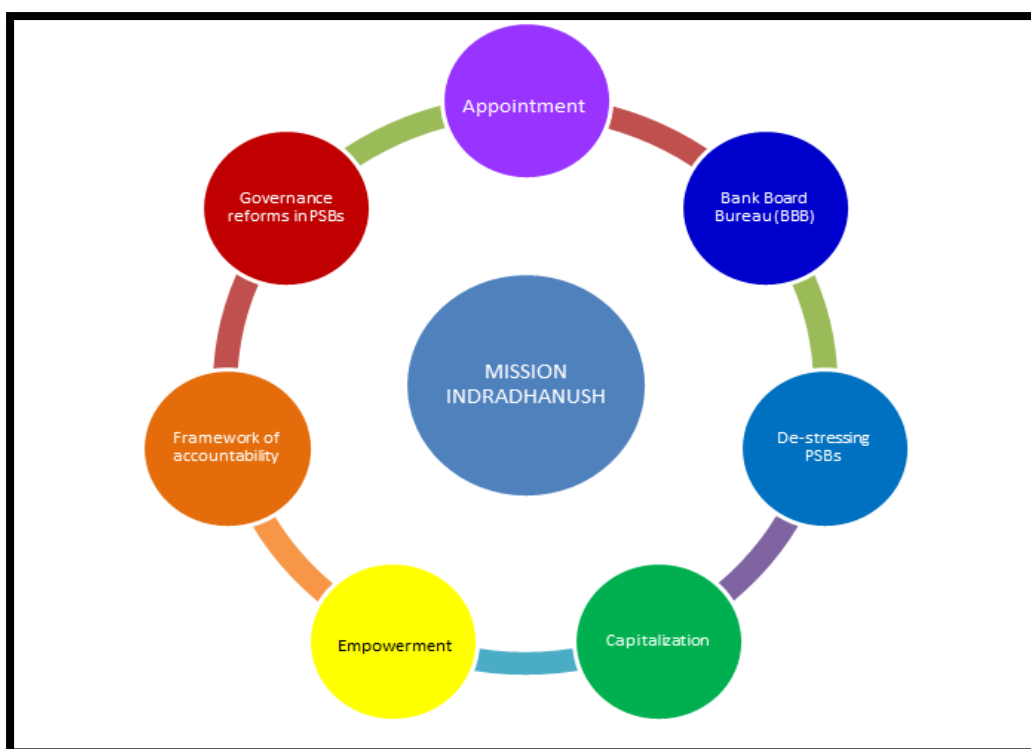 Appointment
Bank Board
Bureau (BBB)
De-stressing
PSBs
Capitalization
Empowerment
Framework of
accountability
Governance
reforms in PSBs
MISSION
INDRADHANUSH